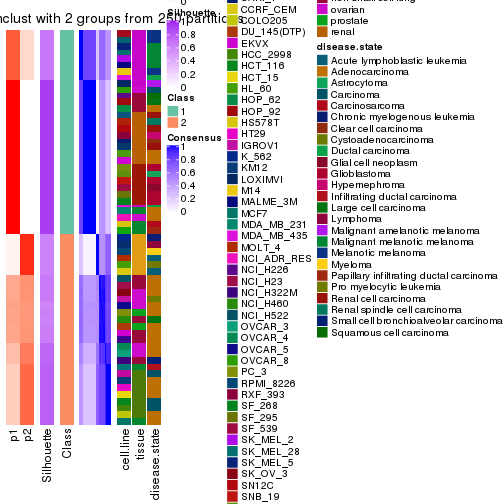 nclust with 2 groups from 250 partitions
p1
p2
Silhouette
Class
cell.line
tissue
disease.state
Silhouette
1
0.8
0.6
0.4
0.2
0
Class
1
2
Consensus
1
0.8
0.6
0.4
0.2
0
CCRF_CEM
COLO205
DU_145(DTP)
EKVX
HCC_2998
HCT_116
HCT_15
HL_60
HOP_62
HOP_92
HS578T
HT29
IGROV1
K_562
KM12
LOXIMVI
M14
MALME_3M
MCF7
MDA_MB_231
MDA_MB_435
MOLT_4
NCI_ADR_RES
NCI_H226
NCI_H23
NCI_H322M
NCI_H460
NCI_H522
OVCAR_3
OVCAR_4
OVCAR_5
OVCAR_8
PC_3
RPMI_8226
RXF_393
SF_268
SF_295
SF_539
SK_MEL_2
SK_MEL_28
SK_MEL_5
SK_OV_3
SN12C
SNB_19
ovarian
prostate
renal
disease.state
Acute lymphoblastic leukemia
Adenocarcinoma
Astrocytoma
Carcinoma
Carcinosarcoma
Chronic myelogenous leukemia
Clear cell carcinoma
Cystoadenocarcinoma
Ductal carcinoma
Glial cell neoplasm
Glioblastoma
Hypernephroma
Infiltrating ductal carcinoma
Large cell carcinoma
Lymphoma
Malignant amelanotic melanoma
Malignant melanotic melanoma
Melanotic melanoma
Myeloma
Papillary infiltrating ductal carcinoma
Pro myelocytic leukemia
Renal cell carcinoma
Renal spindle cell carcinoma
Small cell bronchioalveolar carcinoma
Squamous cell carcinoma